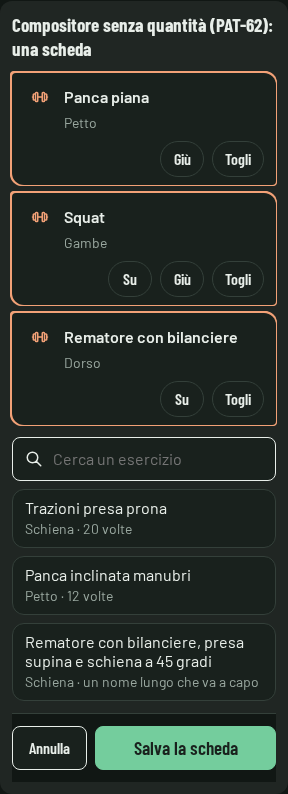 Compositore senza quantità (PAT-62):
una scheda
Panca piana
Petto
Giù
Togli
Squat
Gambe
Su
Giù
Togli
Rematore con bilanciere
Dorso
Su
Togli
Cerca un esercizio
Trazioni presa prona
Schiena · 20 volte
Panca inclinata manubri
Petto · 12 volte
Rematore con bilanciere, presa
supina e schiena a 45 gradi
Schiena · un nome lungo che va a capo
Annulla
Salva la scheda